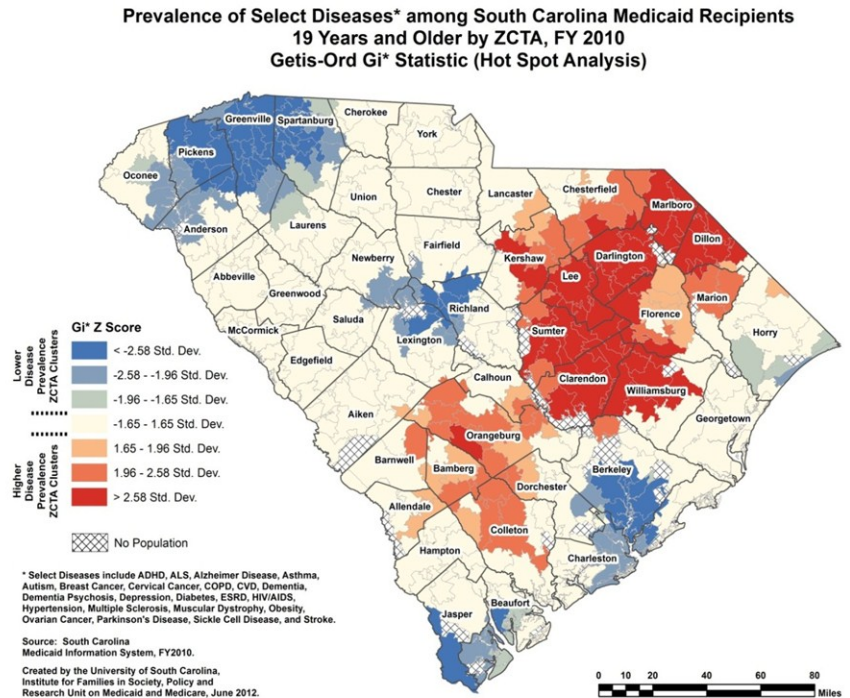 Prevalence of Select Diseases* among South Carolina Medicaid Recipients
19 Years and Older by ZCTA, FY 2010
Getis-Ord Gi* Statistic (Hot Spot Analysis)
Cherokee
Greenville
Spartanburg
York
Pickens
Oconee
Union
Chester
Lancaster
Chesterfield
Marlboro
Anderson
Laurens
Fairfield
Kershaw
Darlington
Dillon
Newberry
Abbeville
Lee
Greenwood
Richland
Marion
Saluda
Florence
McCormick
Sumter
Horry
Lexington
Edgefield
Calhoun
Clarendon
Williamsburg
Aiken
Georgetown
Orangeburg
Barnwell
Bamberg
Berkeley
Dorchester
Allendale
Colleton
Hampton
Charleston
Beaufort
Jasper
Gi* Z Score
Lower
Disease
Prevalence
ZCTA Clusters
Higher
Disease
Prevalence
ZCTA Clusters
< -2.58 Std. Dev.
-2.58 - -1.96 Std. Dev.
-1.96 - -1.65 Std. Dev.
-1.65 - 1.65 Std. Dev.
1.65 - 1.96 Std. Dev.
1.96 - 2.58 Std. Dev.
> 2.58 Std. Dev.
No Population
* Select Diseases include ADHD, ALS, Alzheimer Disease, Asthma,
Autism, Breast Cancer, Cervical Cancer, COPD, CVD, Dementia,
Dementia Psychosis, Depression, Diabetes, ESRD, HIV/AIDS,
Hypertension, Multiple Sclerosis, Muscular Dystrophy, Obesity,
Ovarian Cancer, Parkinson's Disease, Sickle Cell Disease, and Stroke.
Source: South Carolina
Medicaid Information System, FY2010.
Created by the University of South Carolina,
Institute for Families in Society, Policy and
Research Unit on Medicaid and Medicare, June 2012.
0 10 20 40 60 80
Miles